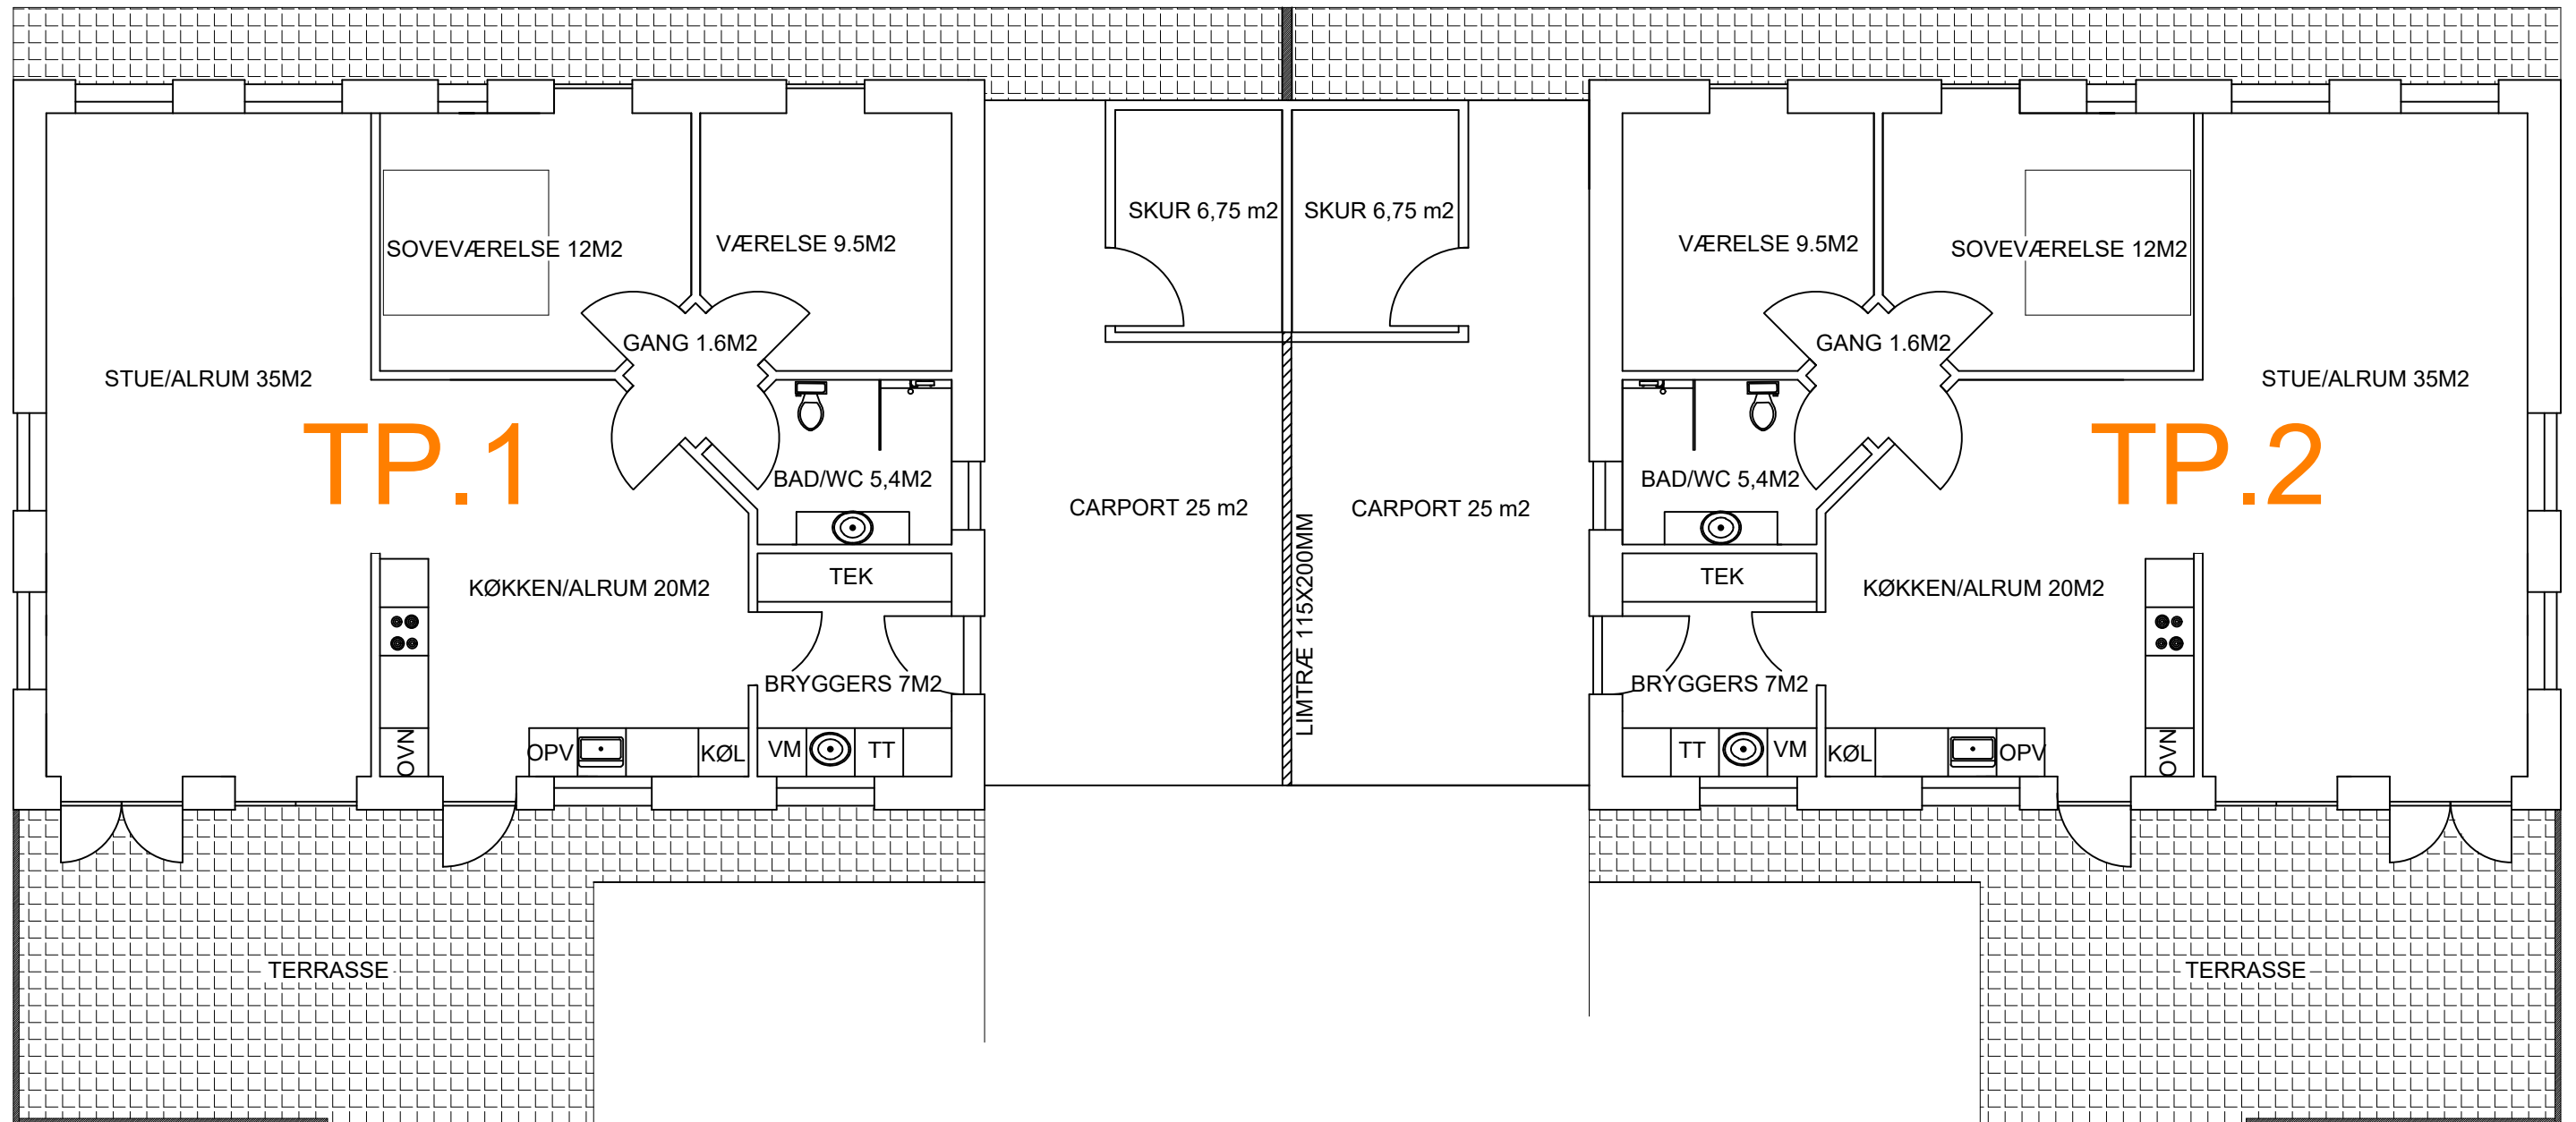 SKUR 6,75 m2
SKUR 6,75 m2
SOVEVÆRELSE 12M2
VÆRELSE 9.5M2
VÆRELSE 9.5M2
SOVEVÆRELSE 12M2
GANG 1.6M2
GANG 1.6M2
STUE/ALRUM 35M2
STUE/ALRUM 35M2
TP.1
TP.2
BAD/WC 5,4M2
BAD/WC 5,4M2
CARPORT 25 m2
CARPORT 25 m2
LIMTRÆ 115X200MM
TEK
TEK
KØKKEN/ALRUM 20M2
KØKKEN/ALRUM 20M2
BRYGGERS 7M2
BRYGGERS 7M2
OVN
OPV
KØL
VM
TT
TT
VM
KØL
OPV
OVN
TERRASSE
TERRASSE